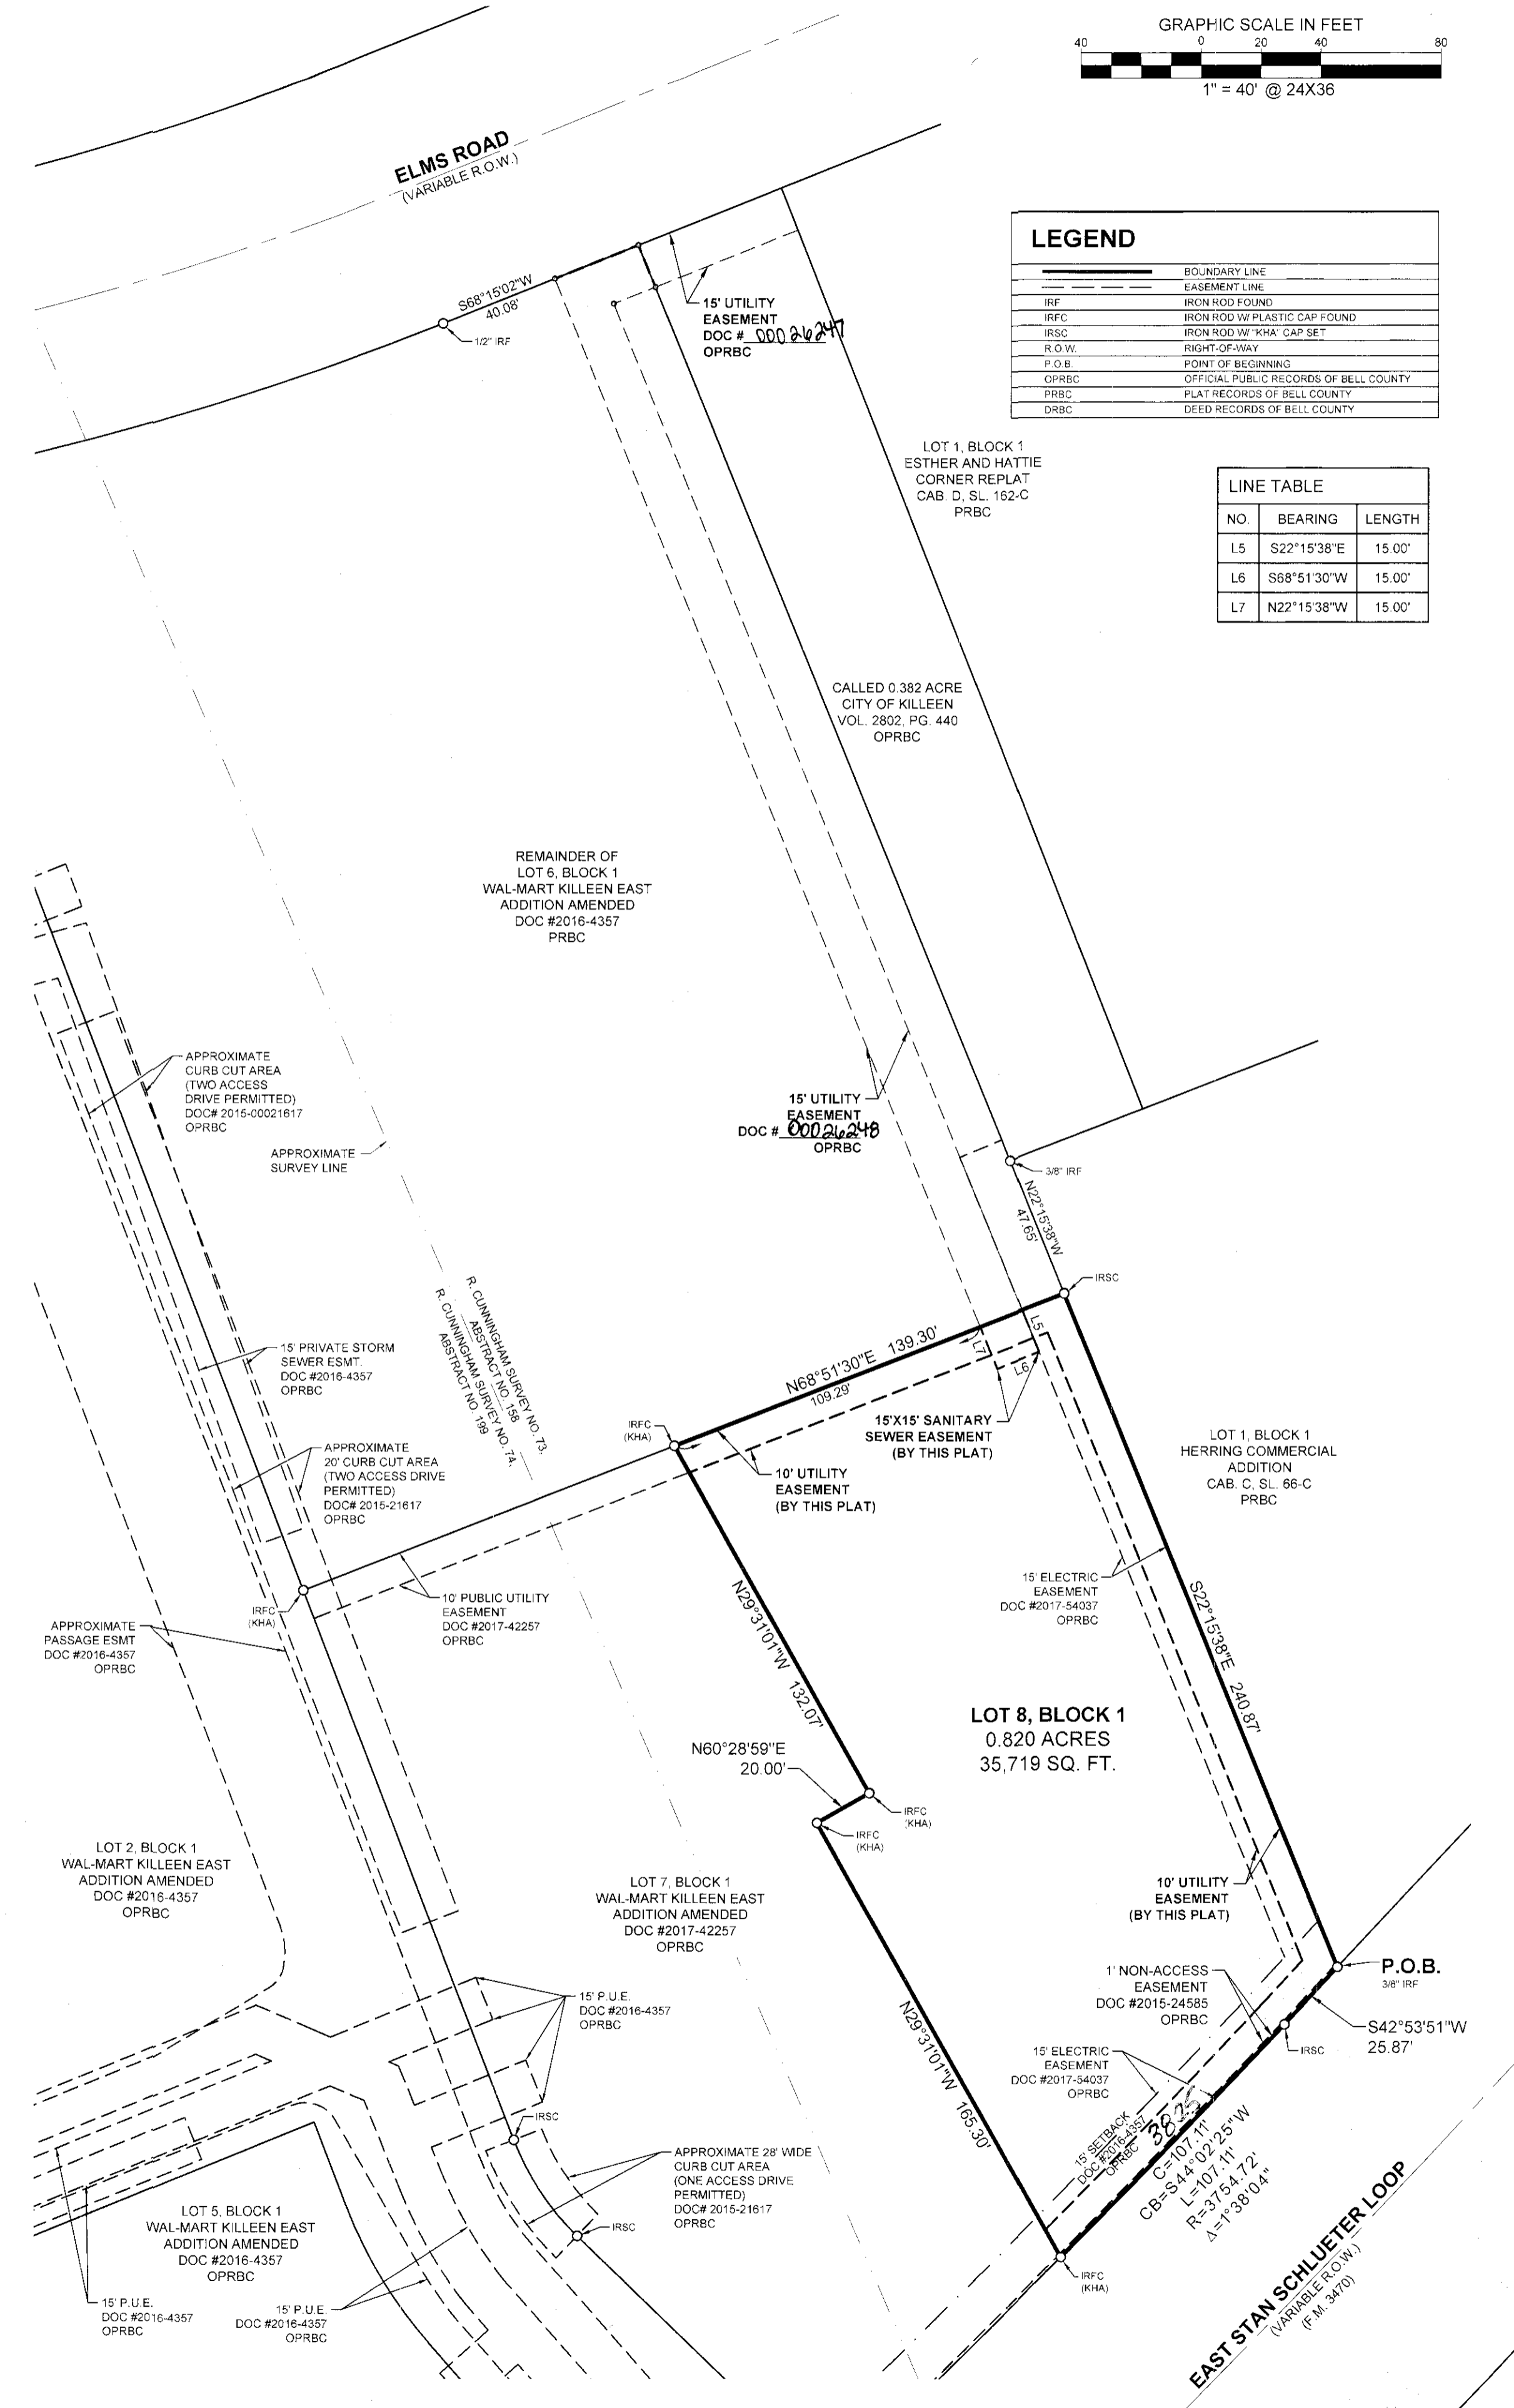 GRAPHIC SCALE IN FEET
40 0 20 40 80
1" = 40' @ 24X36
ELMS ROAD
(VARIABLE R.O.W.)
LEGEND
BOUNDARY LINE
EASEMENT LINE
IRF IRON ROD FOUND
IRFC IRON ROD W/ PLASTIC CAP FOUND
IRSC IRON ROD W/ "KHA" CAP SET
R.O.W. RIGHT-OF-WAY
P.O.B. POINT OF BEGINNING
OPRBC OFFICIAL PUBLIC RECORDS OF BELL COUNTY
PRBC PLAT RECORDS OF BELL COUNTY
DRBC DEED RECORDS OF BELL COUNTY
S68°15'02"W
40.08'
1/2" IRF
15' UTILITY
EASEMENT
DOC # 00026247
OPRBC
LOT 1, BLOCK 1
ESTHER AND HATTIE
CORNER REPLAT
CAB. D, SL. 162-C
PRBC
LINE TABLE
NO. BEARING LENGTH
L5 S22°15'38"E 15.00'
L6 S68°51'30"W 15.00'
L7 N22°15'38"W 15.00'
CALLED 0.382 ACRE
CITY OF KILLEEN
VOL. 2802, PG. 440
OPRBC
REMAINDER OF
LOT 6, BLOCK 1
WAL-MART KILLEEN EAST
ADDITION AMENDED
DOC #2016-4357
PRBC
APPROXIMATE
CURB CUT AREA
(TWO ACCESS
DRIVE PERMITTED)
DOC# 2015-00021617
OPRBC
APPROXIMATE
SURVEY LINE
15' UTILITY
EASEMENT
DOC # 00026248
OPRBC
3/8" IRF
N22°15'38"W
47.65'
IRSC
R. CUNNINGHAM SURVEY NO. 73,
ABSTRACT NO. 158
R. CUNNINGHAM SURVEY NO. 74,
ABSTRACT NO. 199
15' PRIVATE STORM
SEWER ESMT.
DOC #2016-4357
OPRBC
N68°51'30"E 139.30'
109.29'
L5
L7
L6
IRFC
(KHA)
15'X15' SANITARY
SEWER EASEMENT
(BY THIS PLAT)
10' UTILITY
EASEMENT
(BY THIS PLAT)
LOT 1, BLOCK 1
HERRING COMMERCIAL
ADDITION
CAB. C, SL. 66-C
PRBC
APPROXIMATE
20' CURB CUT AREA
(TWO ACCESS DRIVE
PERMITTED)
DOC# 2015-21617
OPRBC
IRFC
(KHA)
10' PUBLIC UTILITY
EASEMENT
DOC #2017-42257
OPRBC
APPROXIMATE
PASSAGE ESMT
DOC #2016-4357
OPRBC
15' ELECTRIC
EASEMENT
DOC #2017-54037
OPRBC
N29°31'01"W 132.07'
S22°15'38"E 240.87'
LOT 8, BLOCK 1
0.820 ACRES
35,719 SQ. FT.
N60°28'59"E
20.00'
IRFC
(KHA)
IRFC
(KHA)
LOT 2, BLOCK 1
WAL-MART KILLEEN EAST
ADDITION AMENDED
DOC #2016-4357
OPRBC
LOT 7, BLOCK 1
WAL-MART KILLEEN EAST
ADDITION AMENDED
DOC #2017-42257
OPRBC
10' UTILITY
EASEMENT
(BY THIS PLAT)
P.O.B.
3/8" IRF
1' NON-ACCESS
EASEMENT
DOC #2015-24585
OPRBC
S42°53'51"W
25.87'
IRSC
15' P.U.E.
DOC #2016-4357
OPRBC
15' ELECTRIC
EASEMENT
DOC #2017-54037
OPRBC
N29°31'01"W 165.30'
15' SETBACK
DOC #2016-4357
OPRBC
C=107.11'
CB=S44°02'25"W
L=107.11'
R=3754.72'
Δ=1°38'04"
IRSC
APPROXIMATE 28' WIDE
CURB CUT AREA
(ONE ACCESS DRIVE
PERMITTED)
DOC# 2015-21617
OPRBC
IRSC
LOT 5, BLOCK 1
WAL-MART KILLEEN EAST
ADDITION AMENDED
DOC #2016-4357
OPRBC
IRFC
(KHA)
EAST STAN SCHLUETER LOOP
(VARIABLE R.O.W.)
(F.M. 3470)
15' P.U.E.
DOC #2016-4357
OPRBC
15' P.U.E.
DOC #2016-4357
OPRBC